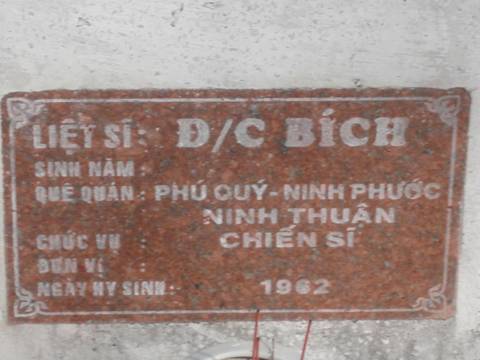 LIỆT SĨ: Đ/C BÍCH
SINH NĂM:
QUÊ QUÁN: PHÚ QUÝ-NINH PHƯỚC
NINH THUẬN
CHỨC VỤ : CHIẾN SĨ
ĐƠN VỊ :
NGÀY HY SINH: 1962